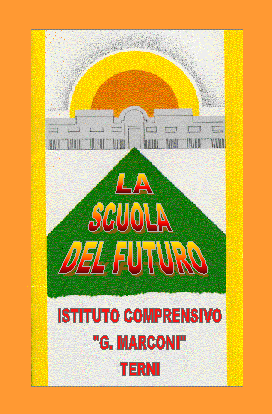 LA
SCUOLA
DEL FUTURO
ISTITUTO COMPRENSIVO
"G. MARCONI"
TERNI